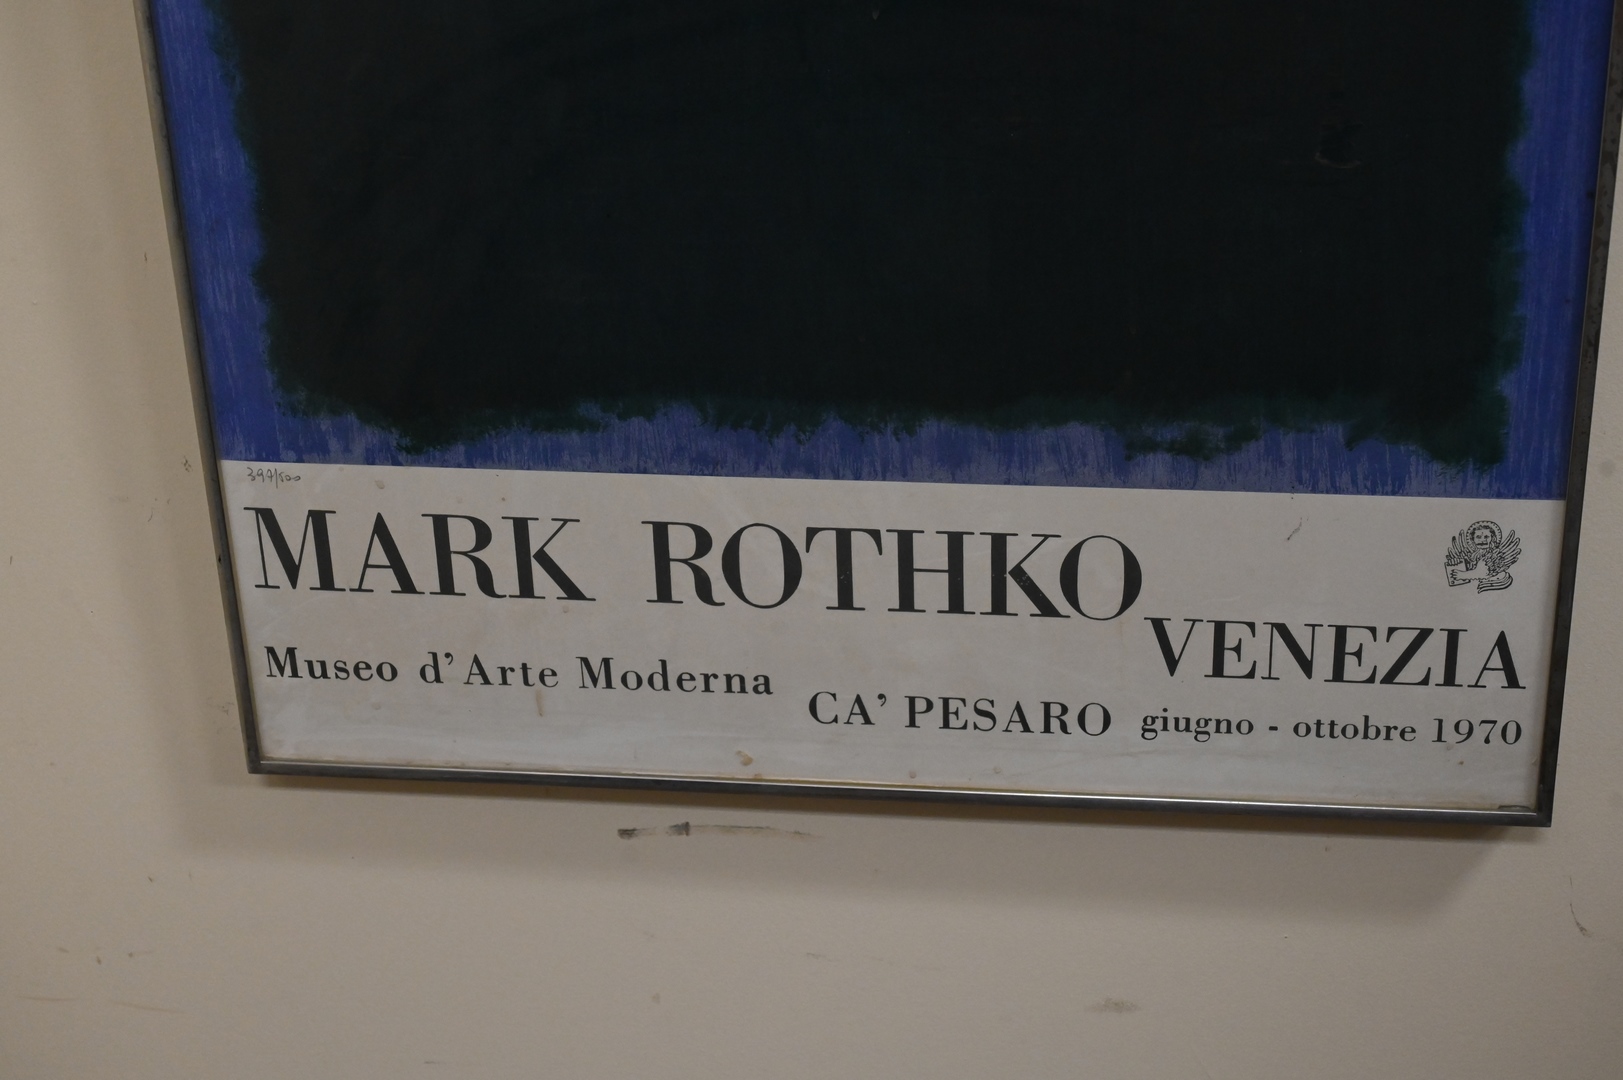 397/500
MARK ROTHKO
VENEZIA
Museo d'Arte Moderna
CA' PESARO giugno - ottobre 1970